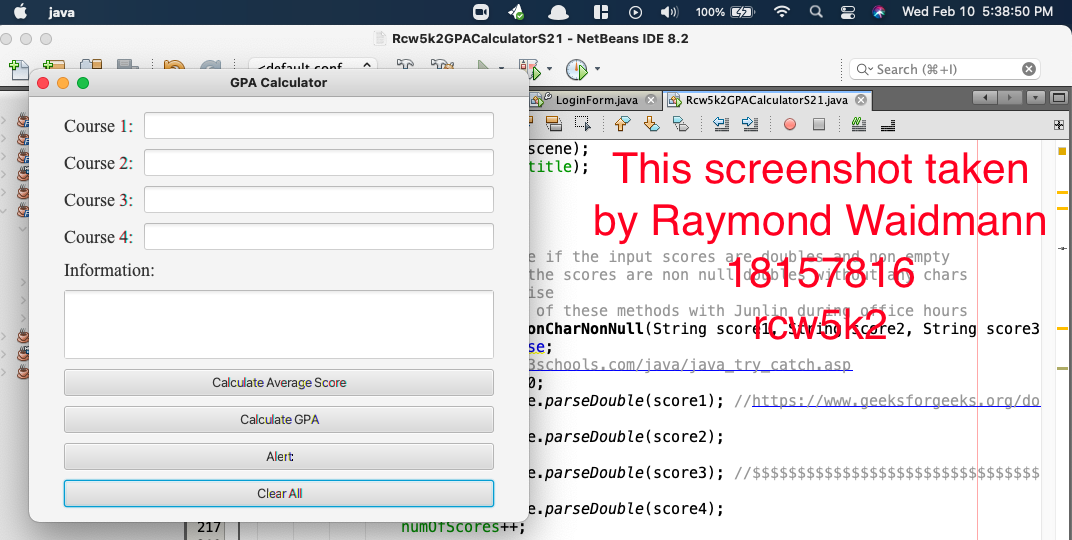 java
100%
Wed Feb 10 5:38:50 PM
Rcw5k2GPACalculatorS21 - NetBeans IDE 8.2
<default conf
Search (⌘+I)
GPA Calculator
LoginForm.java
Rcw5k2GPACalculatorS21.java
Course 1:
Course 2:
Course 3:
Course 4:
Information:
Calculate Average Score
Calculate GPA
Alert
Clear All
scene);
title);
e if the input scores are doubles and non empty
the scores are non null doubles without any chars
ise
of these methods with Junlin during office hours
onCharNonNull(String score1, String score2, String score3
se;
3schools.com/java/java_try_catch.asp
0;
e.parseDouble(score1); //https://www.geeksforgeeks.org/do
e.parseDouble(score2);
e.parseDouble(score3); //$$$$$$$$$$$$$$$$$$$$$$$$$$$$$$$$
e.parseDouble(score4);
217 numOfScores++;
This screenshot taken
by Raymond Waidmann
18157816
rcw5k2